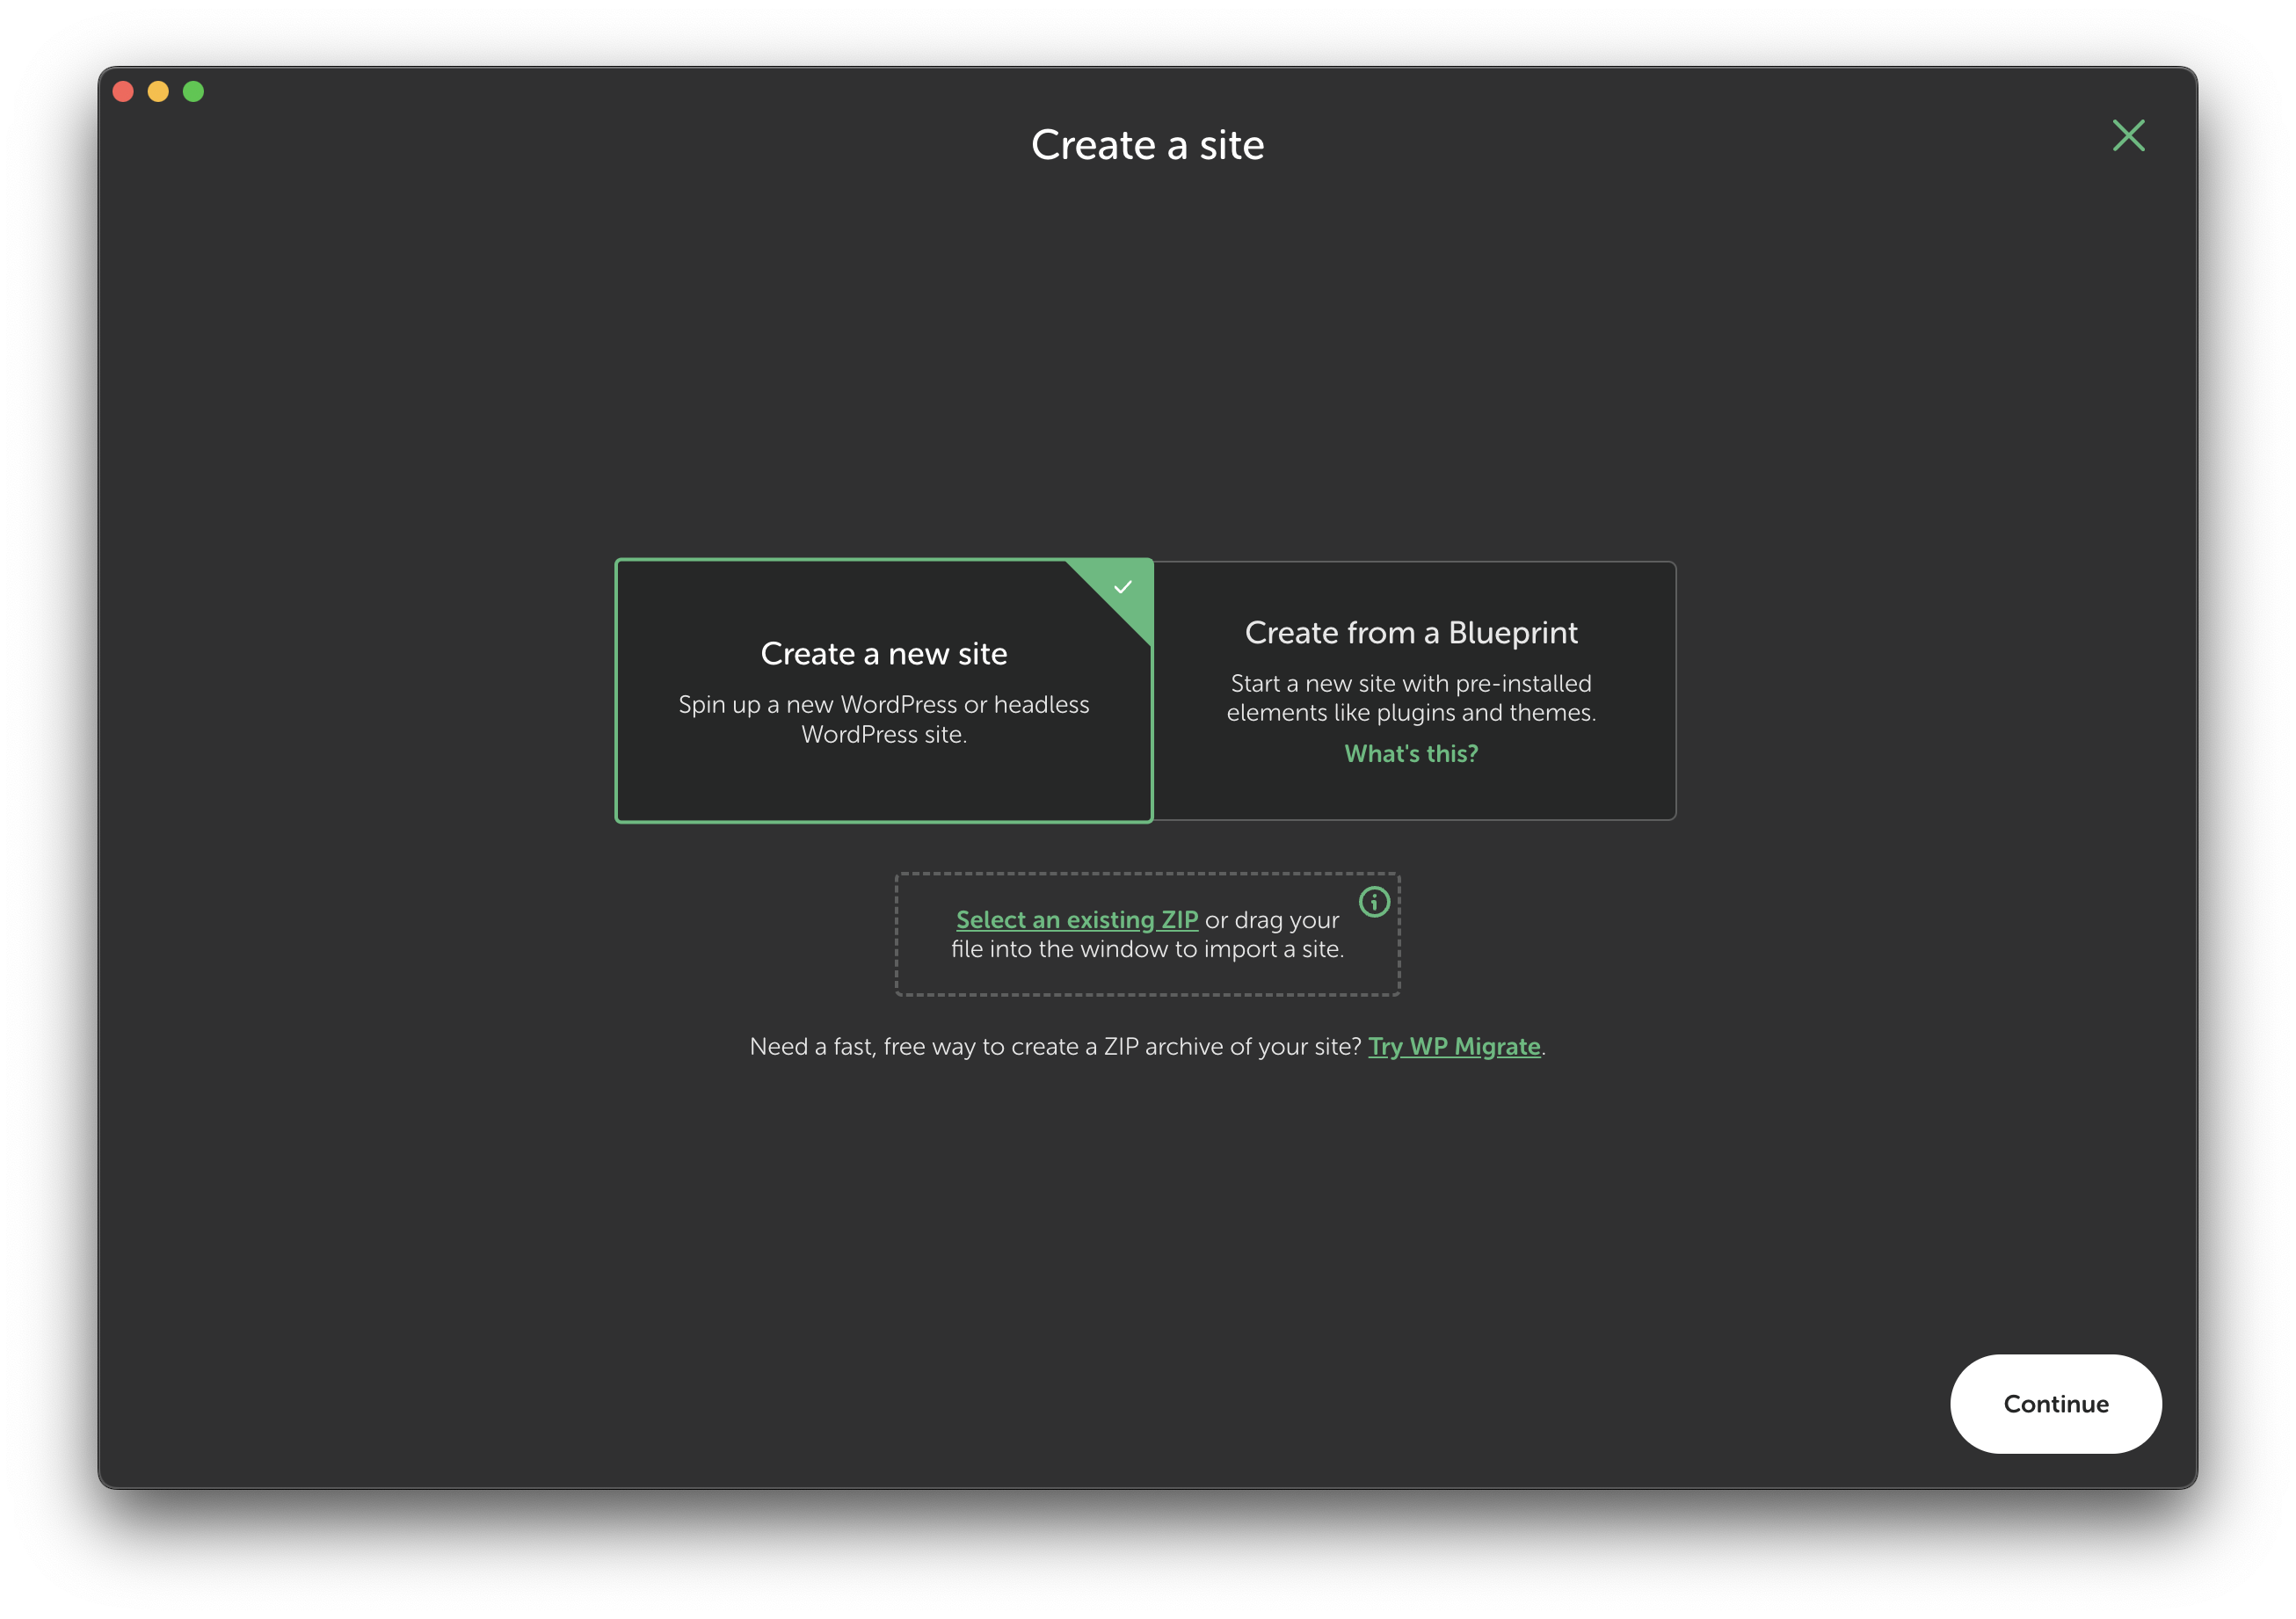 Create a site
Create a new site
Spin up a new WordPress or headless
WordPress site.
Create from a Blueprint
Start a new site with pre-installed
elements like plugins and themes.
What's this?
Select an existing ZIP or drag your
file into the window to import a site.
Need a fast, free way to create a ZIP archive of your site? Try WP Migrate.
Continue